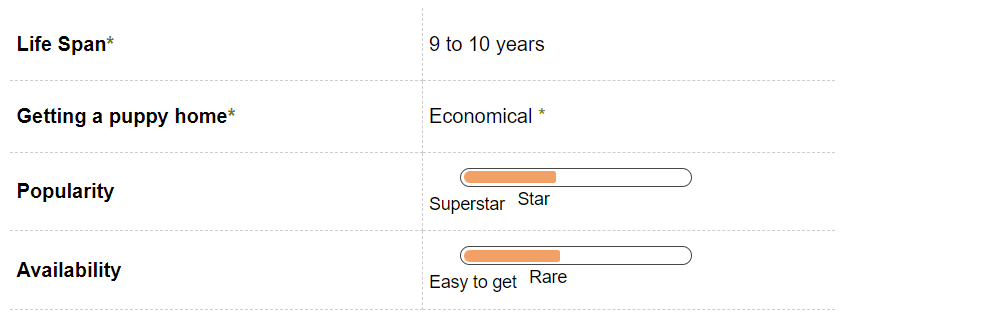 Life Span* 9 to 10 years
Getting a puppy home* Economical *
Popularity
Superstar Star
Availability
Easy to get Rare